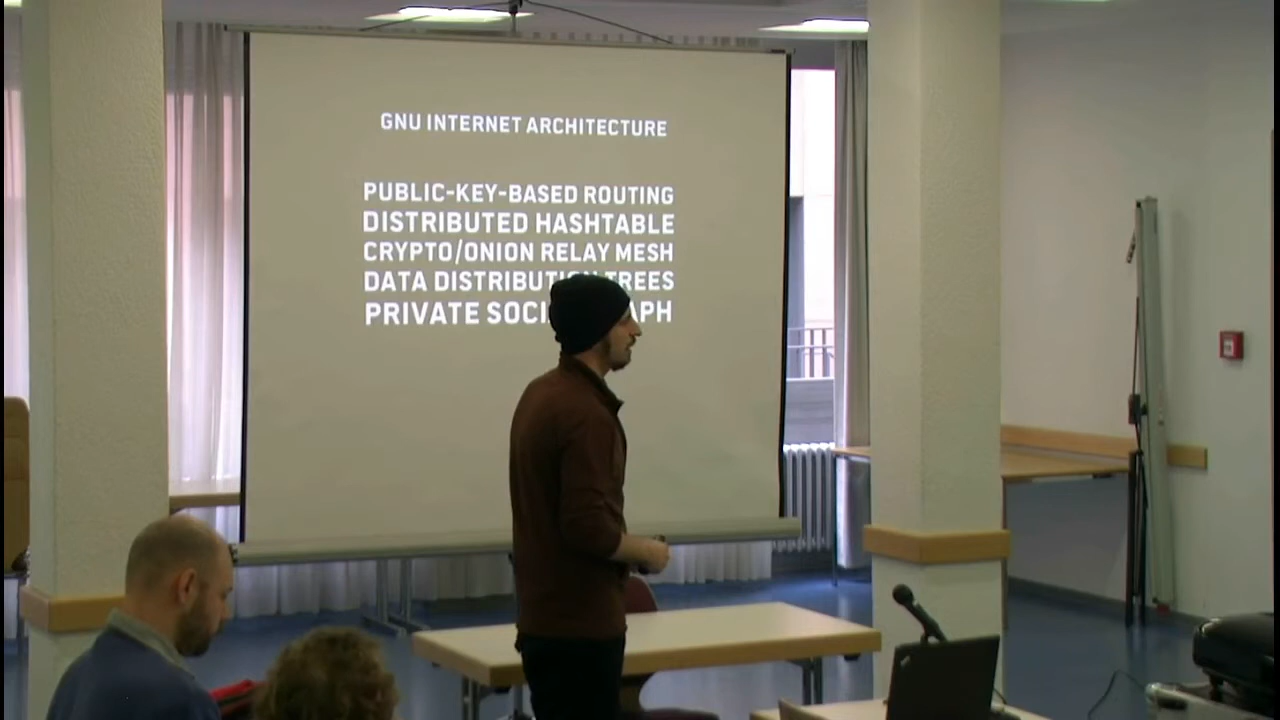 GNU INTERNET ARCHITECTURE
PUBLIC-KEY-BASED ROUTING
DISTRIBUTED HASHTABLE
CRYPTO/ONION RELAY MESH
DATA DISTRIBUTION TREES
PRIVATE